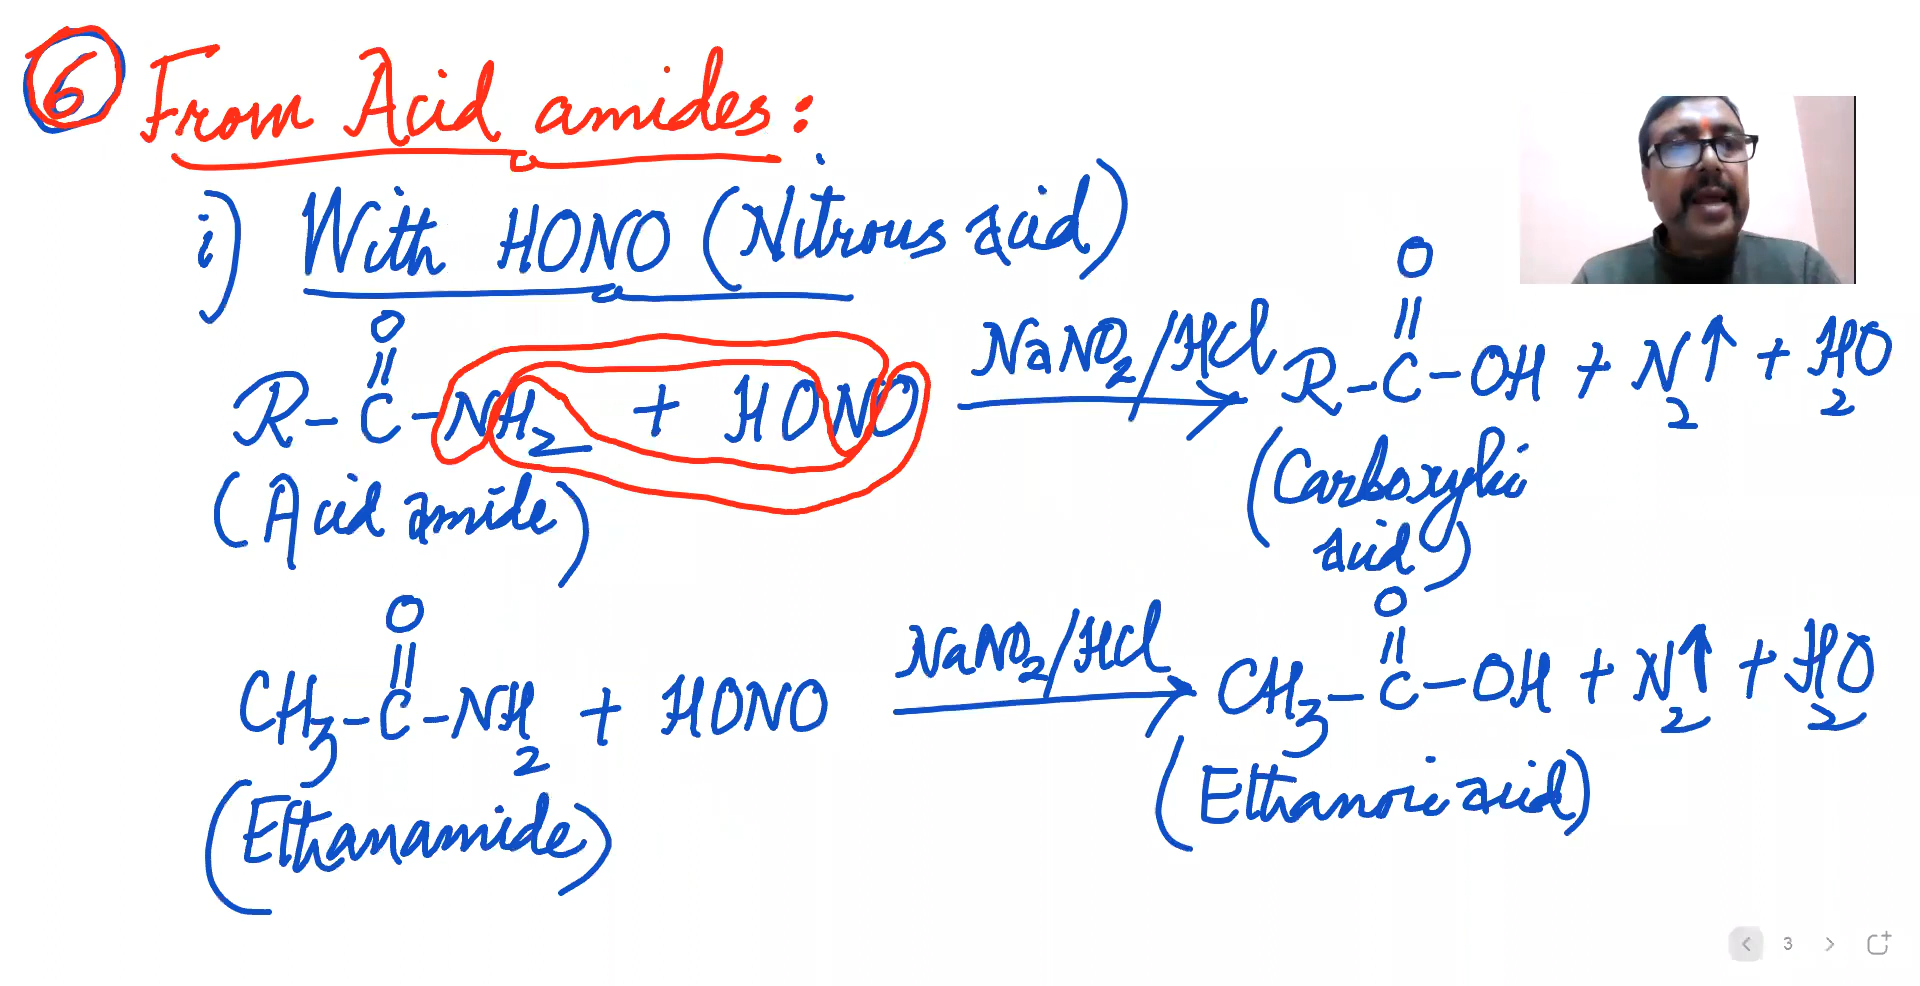 6 From Acid amides:
i) With HONO (Nitrous acid)
O
||
R-C-NH2 + HONO NaNO2/HCl → R-C-OH + N2↑ + H2O
O
||
(Acid amide) (Carboxylic acid)
O
||
CH3-C-NH2 + HONO NaNO2/HCl → CH3-C-OH + N2↑ + H2O
O
||
(Ethanamide) (Ethanoic acid)
3